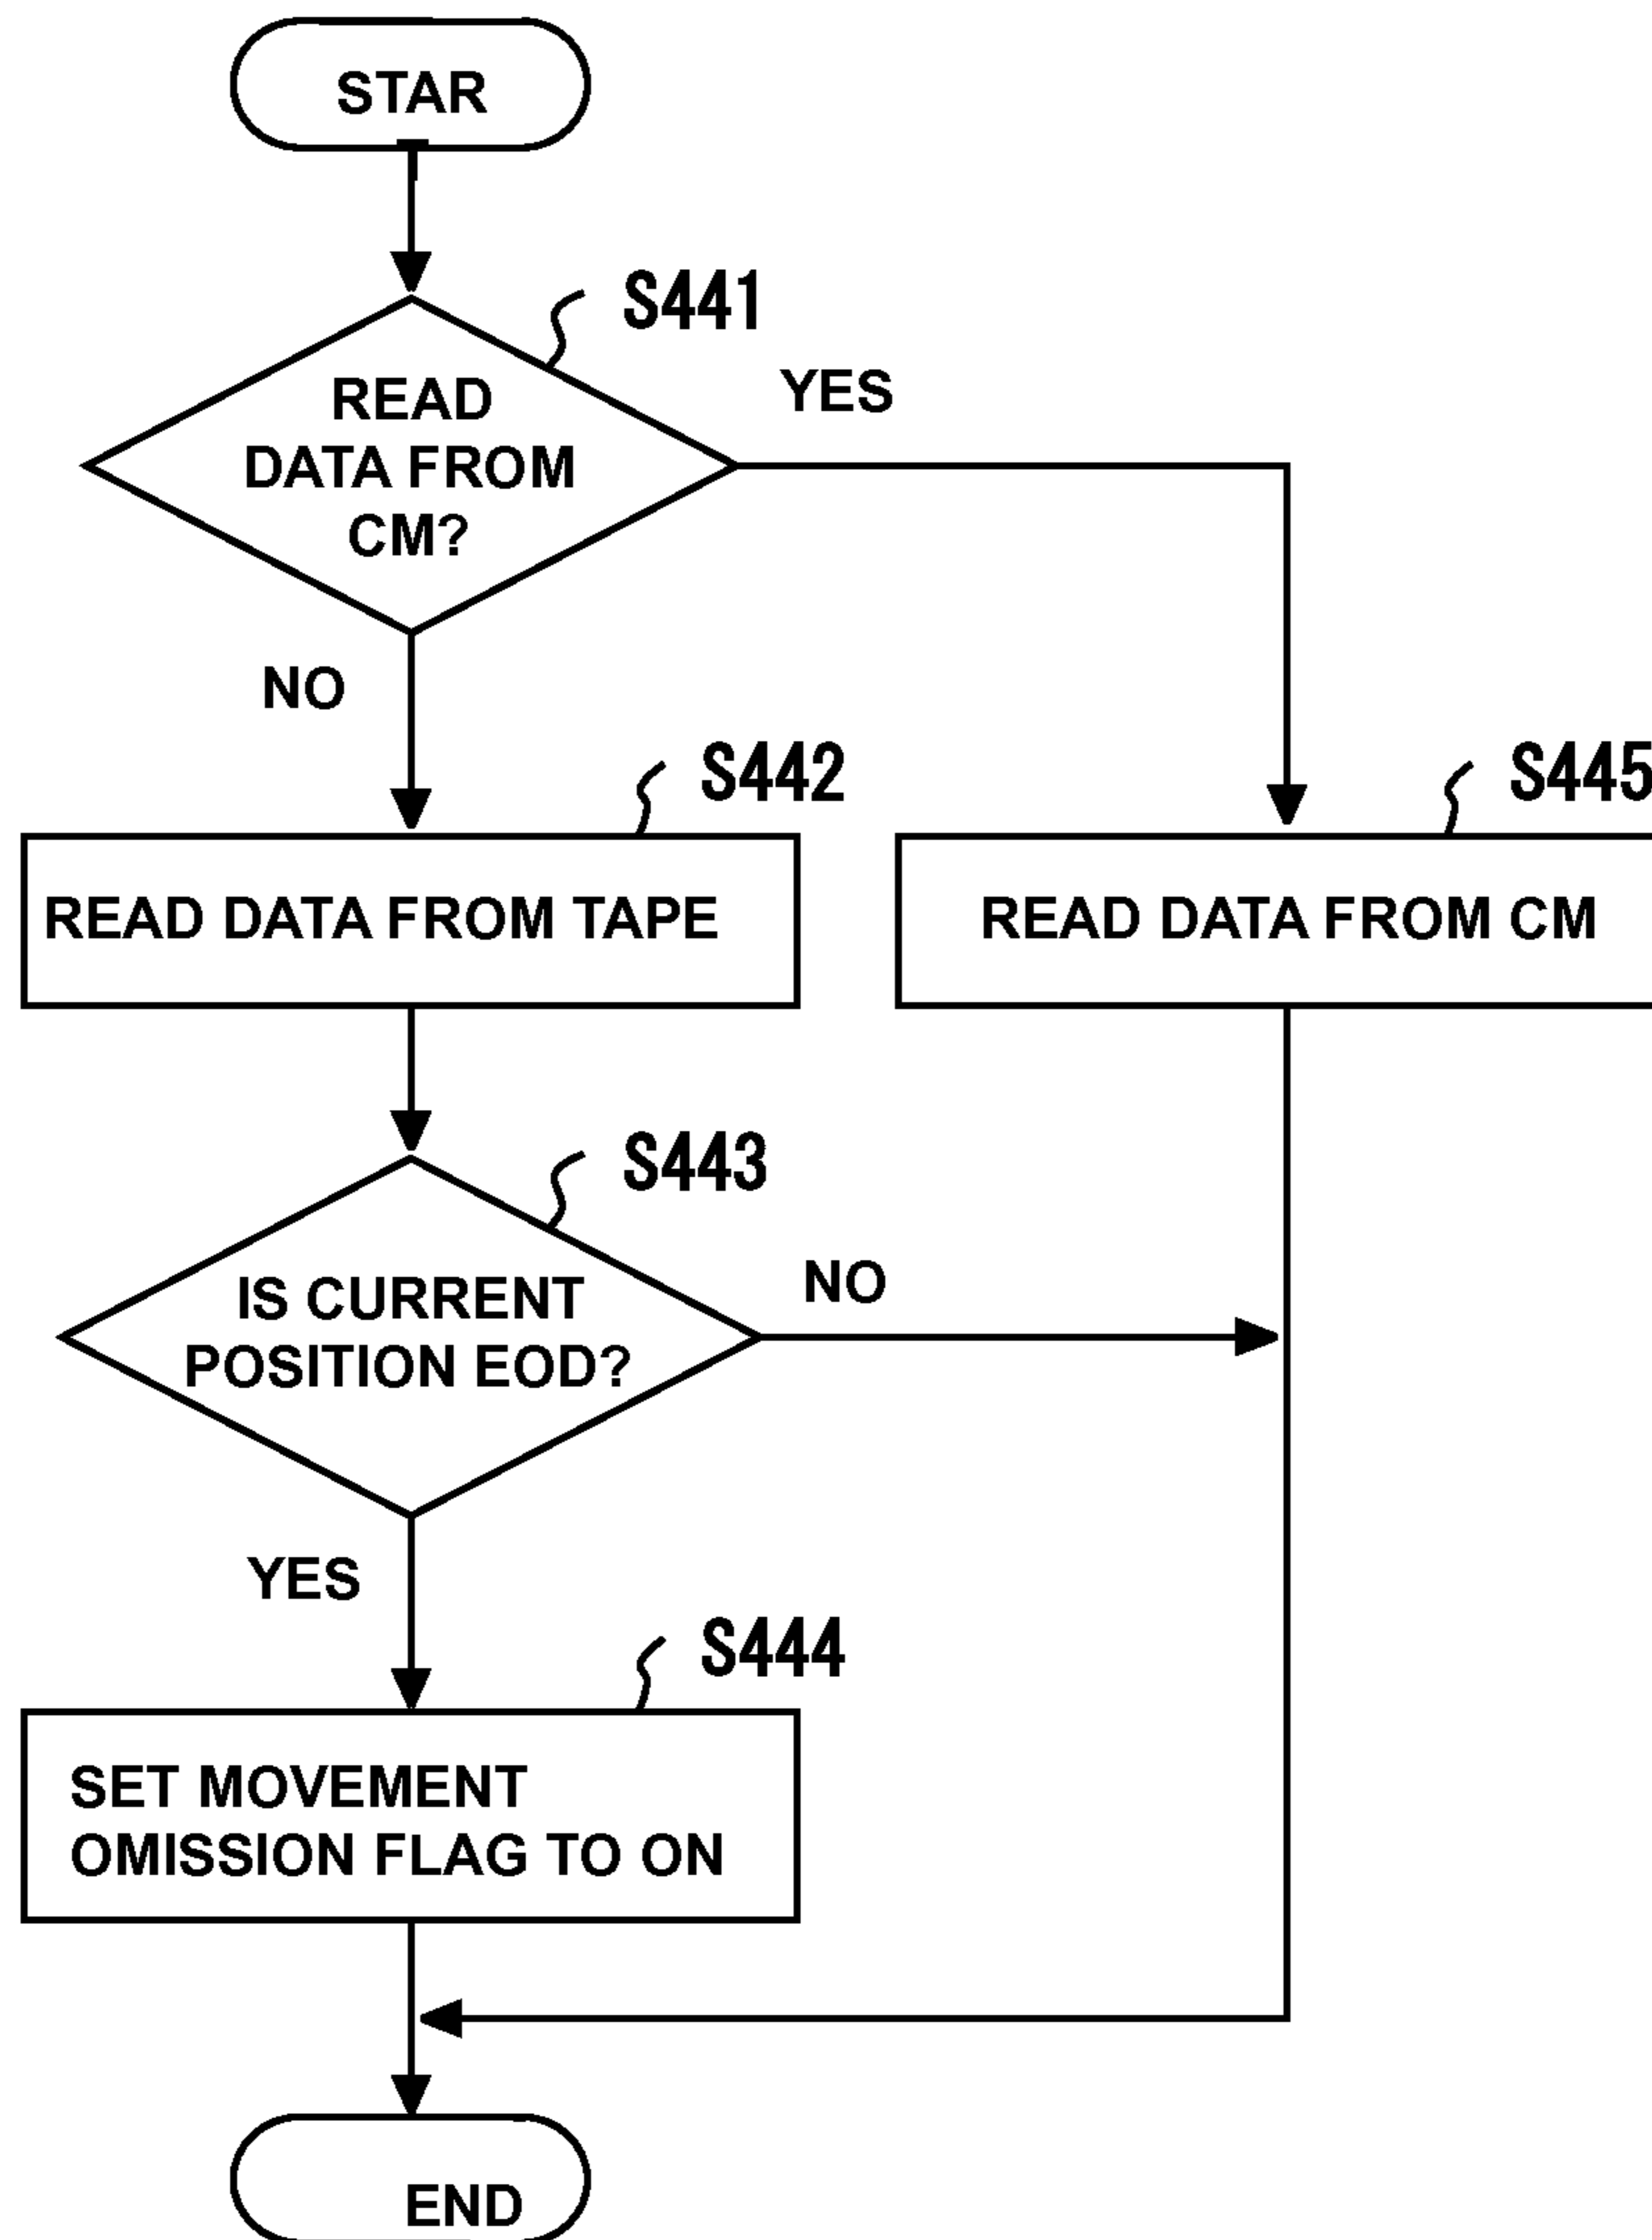 STAR
S441
READ
DATA FROM
CM?
YES
NO
S442
S445
READ DATA FROM TAPE
READ DATA FROM CM
S443
IS CURRENT
POSITION EOD?
NO
YES
S444
SET MOVEMENT
OMISSION FLAG TO ON
END